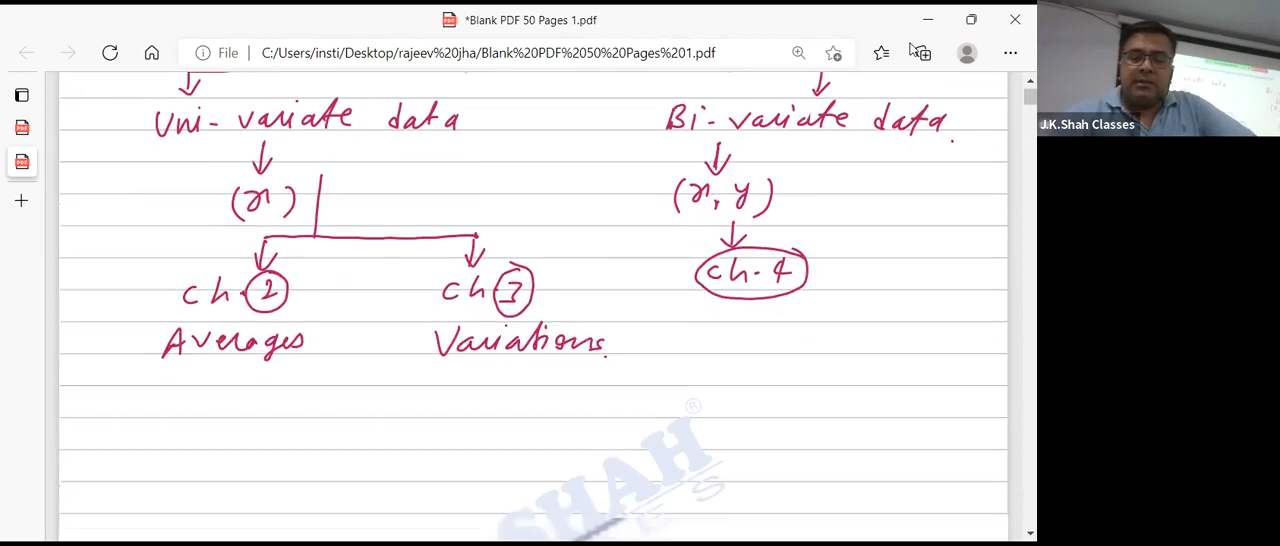 *Blank PDF 50 Pages 1.pdf
File C:/Users/insti/Desktop/rajeev%20jha/Blank%20PDF%2050%20Pages%201.pdf
J.K.Shah Classes
Uni-variate data Bi-variate data.
(x) (x, y)
ch. 2 ch 3 ch. 4
Averages Variations.
SHAH ®